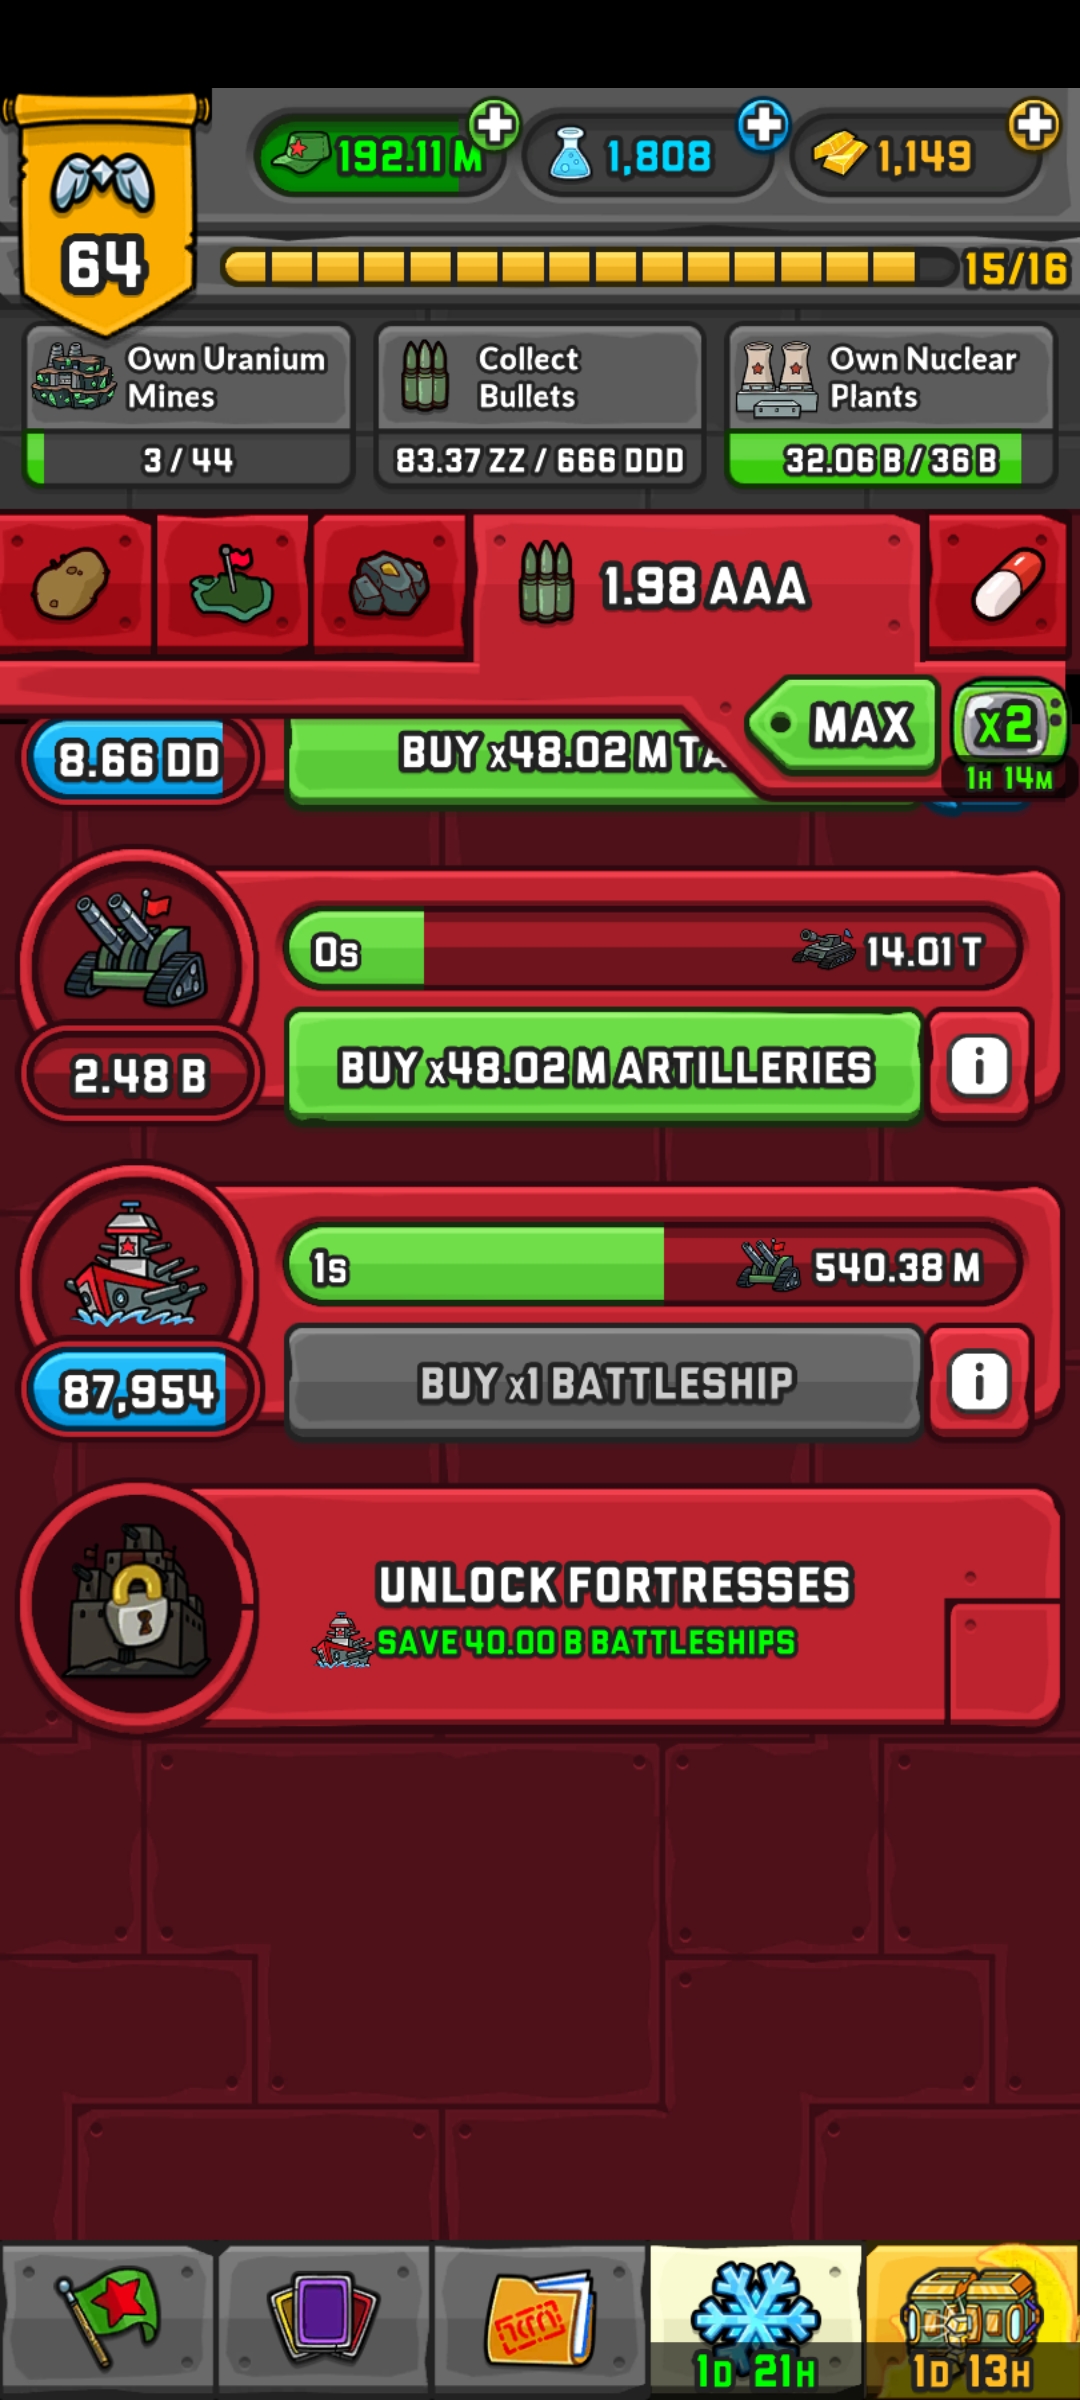 192.11 M
1,808
1,149
64
15/16
Own Uranium
Mines
3 / 44
Collect
Bullets
83.37 ZZ / 666 DDD
Own Nuclear
Plants
32.06 B / 36 B
1.98 AAA
MAX
x2
1H 14M
8.66 DD
BUY x48.02 M TA
0s
14.01 T
2.48 B
BUY x48.02 M ARTILLERIES
i
1s
540.38 M
87,954
BUY x1 BATTLESHIP
i
UNLOCK FORTRESSES
SAVE 40.00 B BATTLESHIPS
1D 21H
1D 13H